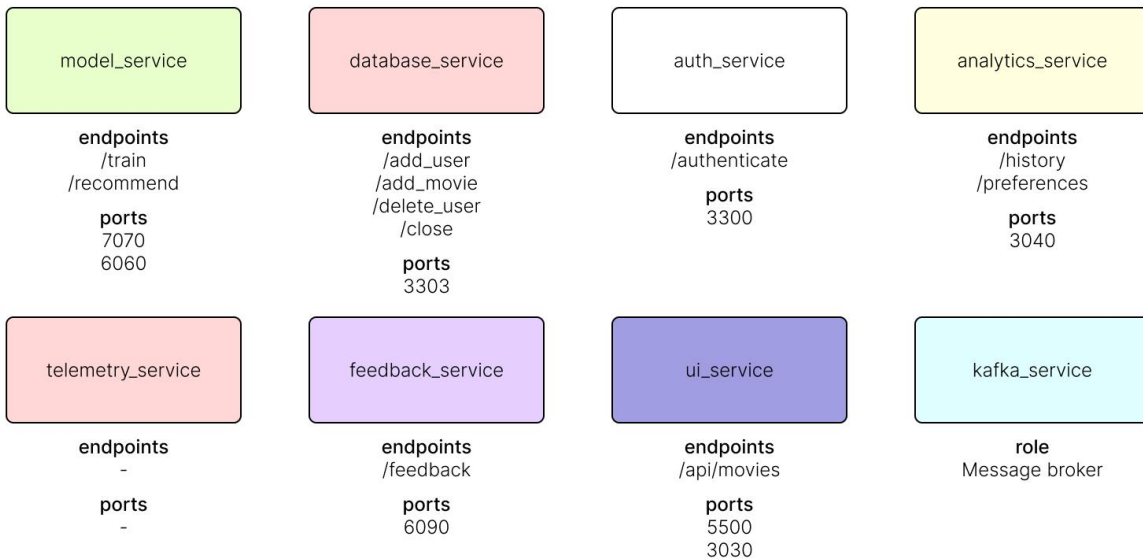 model_service
endpoints
/train
/recommend
ports
7070
6060
database_service
endpoints
/add_user
/add_movie
/delete_user
/close
ports
3303
auth_service
endpoints
/authenticate
ports
3300
analytics_service
endpoints
/history
/preferences
ports
3040
telemetry_service
endpoints
-
ports
-
feedback_service
endpoints
/feedback
ports
6090
ui_service
endpoints
/api/movies
ports
5500
3030
kafka_service
role
Message broker